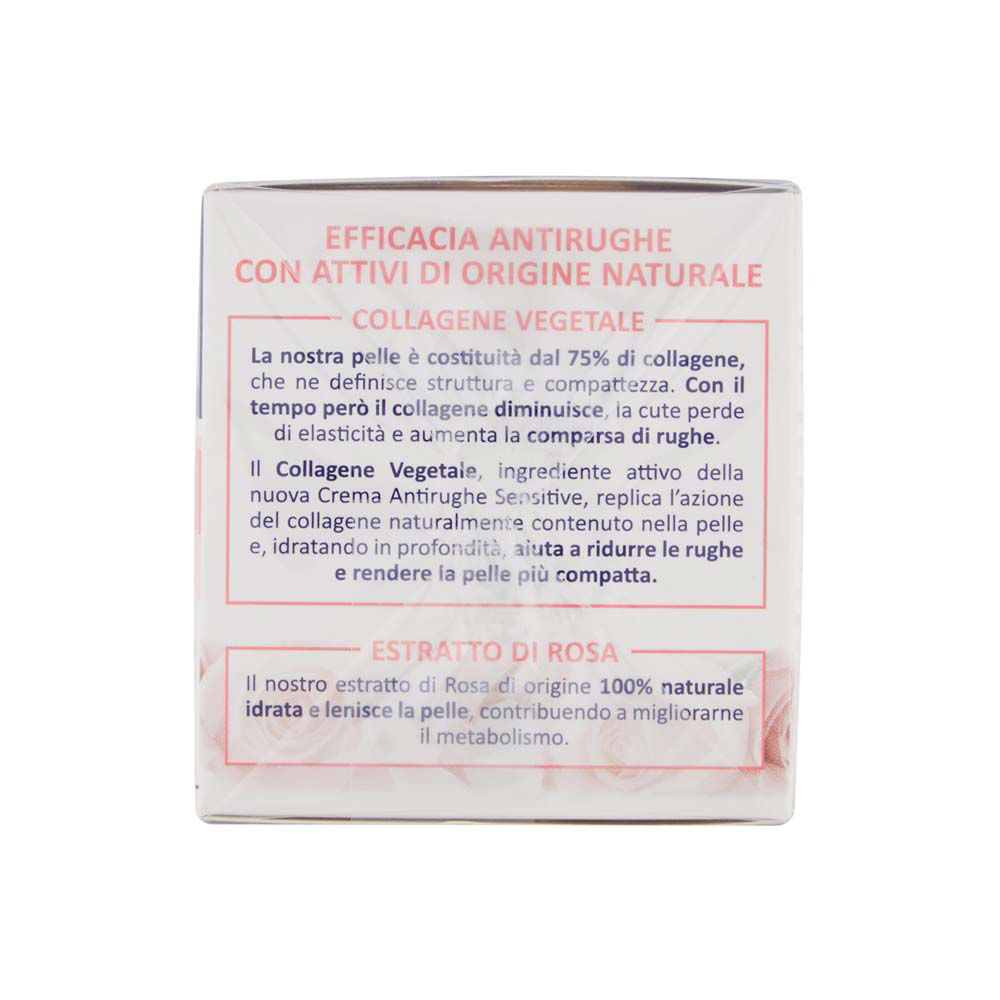 EFFICACIA ANTIRUGHE
CON ATTIVI DI ORIGINE NATURALE
COLLAGENE VEGETALE
La nostra pelle è costituità dal 75% di collagene,
che ne definisce struttura e compattezza. Con il
tempo però il collagene diminuisce, la cute perde
di elasticità e aumenta la comparsa di rughe.
Il Collagene Vegetale, ingrediente attivo della
nuova Crema Antirughe Sensitive, replica l'azione
del collagene naturalmente contenuto nella pelle
e, idratando in profondità, aiuta a ridurre le rughe
e rendere la pelle più compatta.
ESTRATTO DI ROSA
Il nostro estratto di Rosa di origine 100% naturale
idrata e lenisce la pelle, contribuendo a migliorarne
il metabolismo.